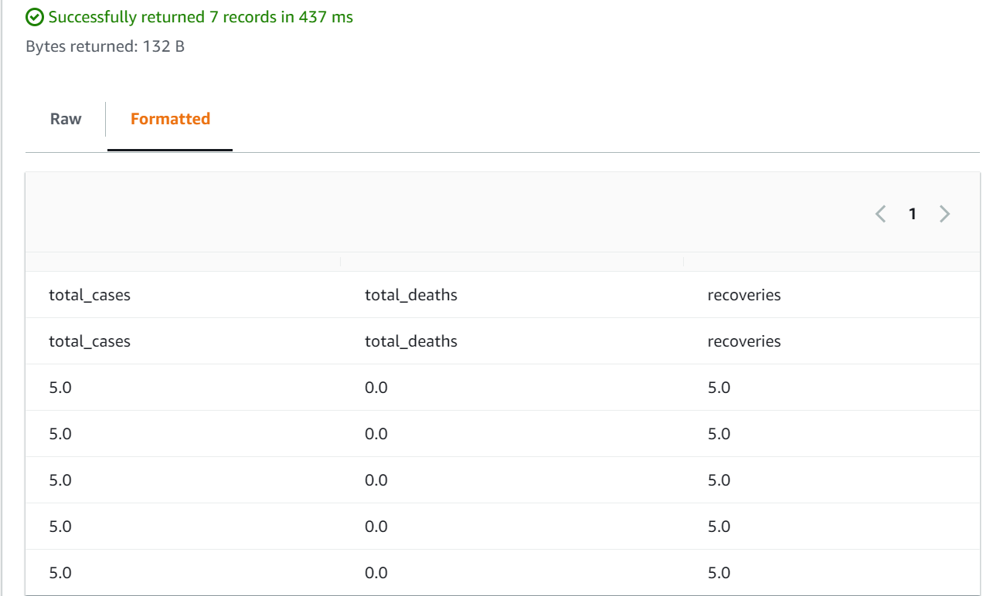 Successfully returned 7 records in 437 ms
Bytes returned: 132 B
Raw Formatted
1
total_cases total_deaths recoveries
total_cases total_deaths recoveries
5.0 0.0 5.0
5.0 0.0 5.0
5.0 0.0 5.0
5.0 0.0 5.0
5.0 0.0 5.0